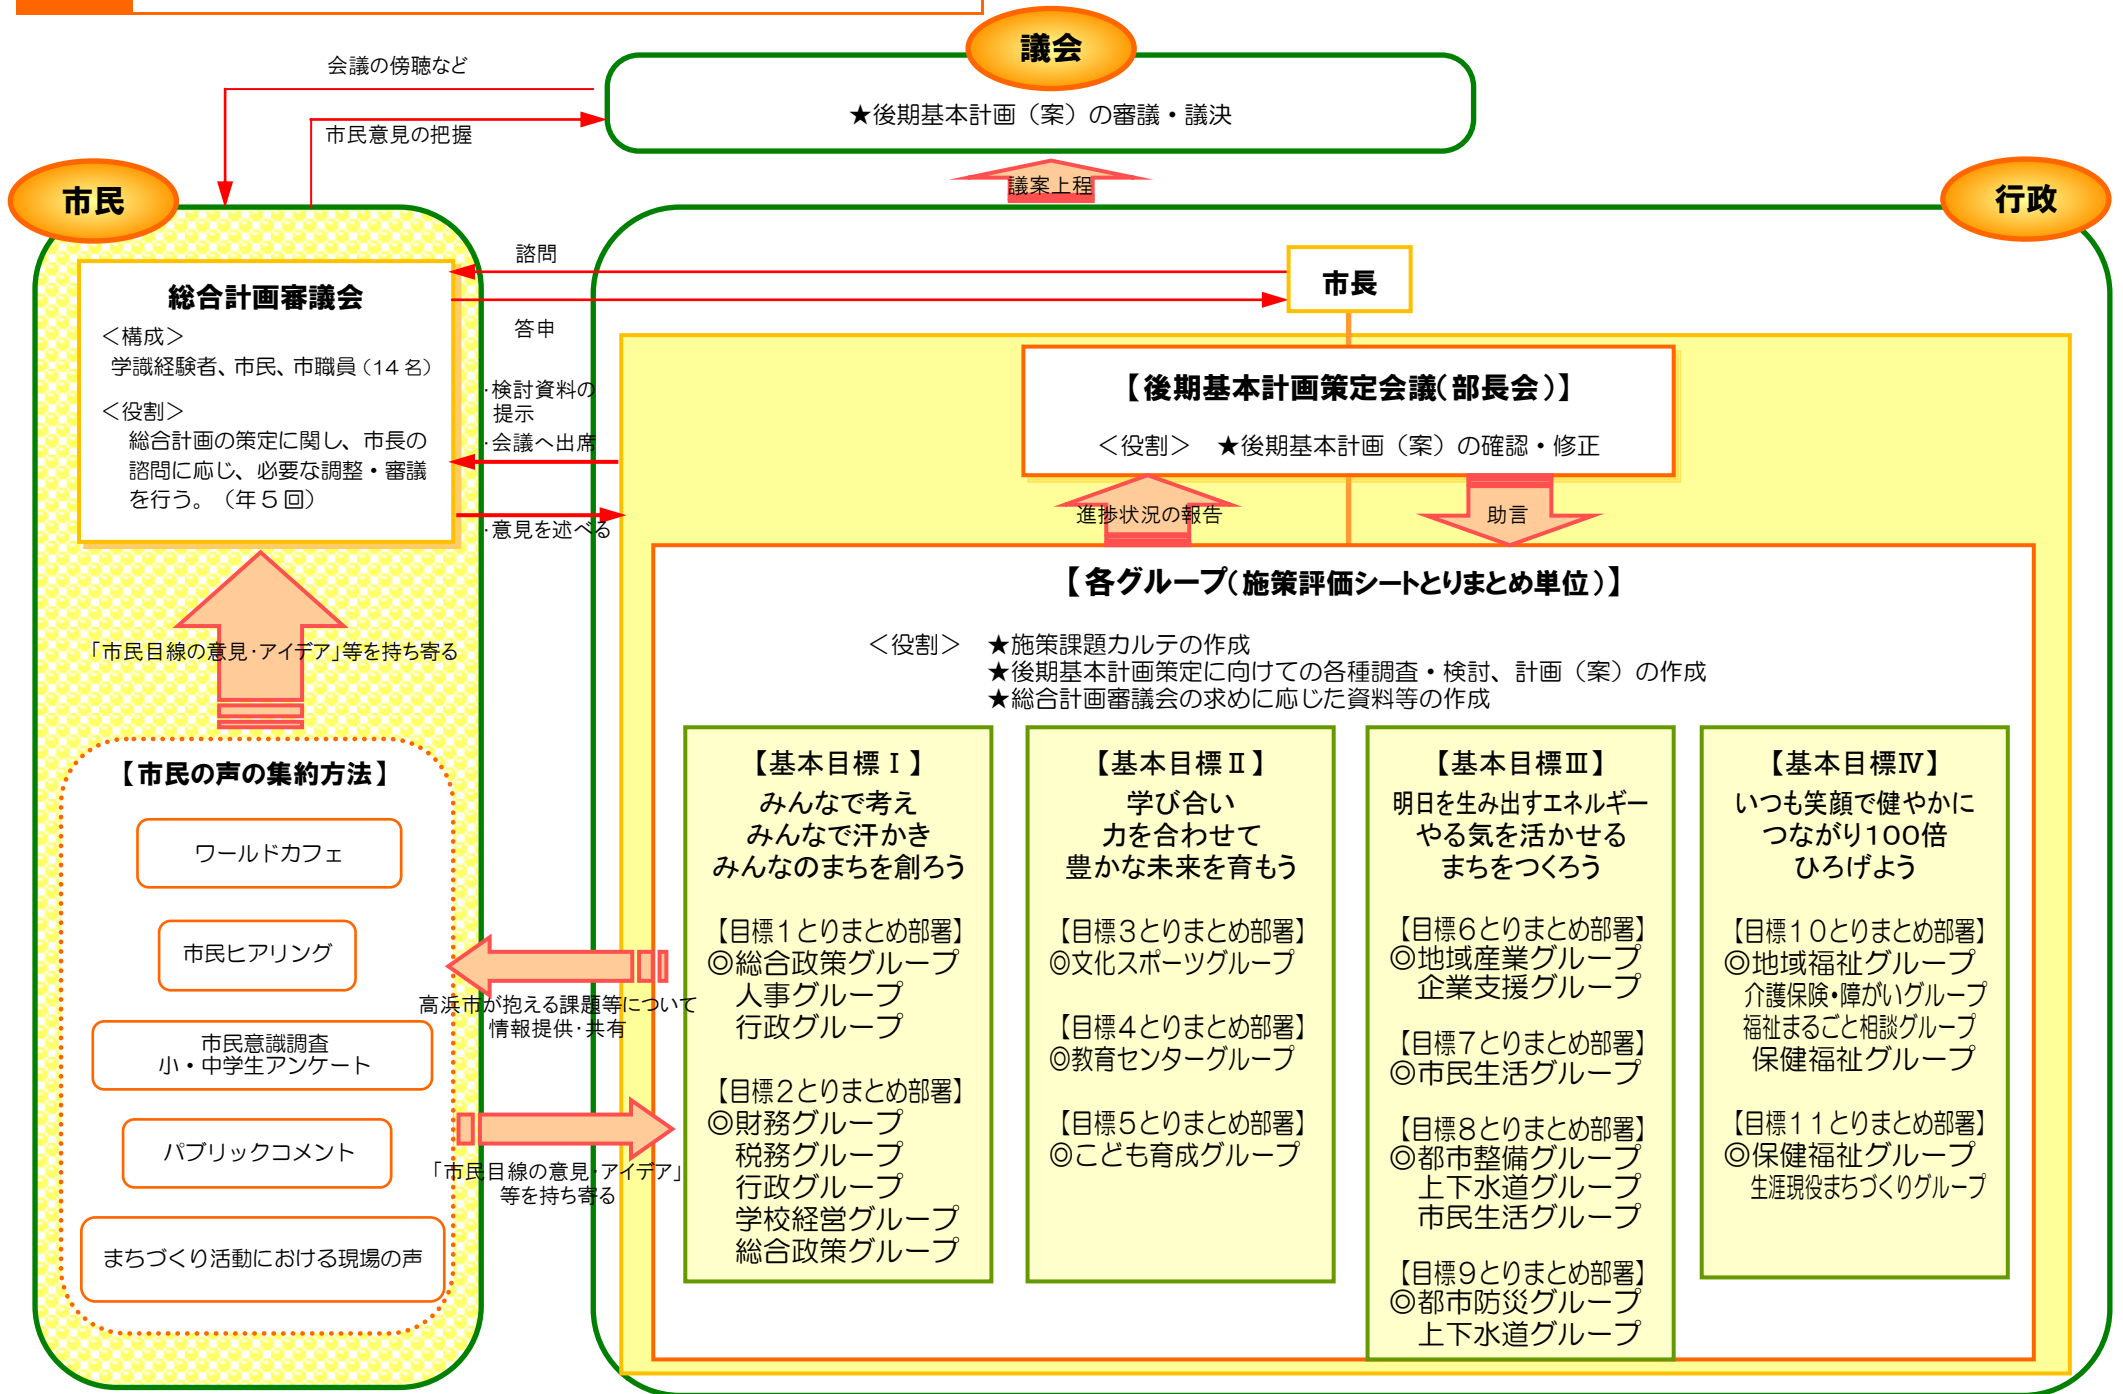 議会
会議の傍聴など
★後期基本計画（案）の審議・議決
市民意見の把握
議案上程
市民
行政
諮問
市長
答申
総合計画審議会
＜構成＞
学識経験者、市民、市職員（14名）
＜役割＞
総合計画の策定に関し、市長の
諮問に応じ、必要な調整・審議
を行う。（年５回）
・検討資料の
提示
・会議へ出席
・意見を述べる
【後期基本計画策定会議（部長会）】
＜役割＞　★後期基本計画（案）の確認・修正
進捗状況の報告
助言
「市民目線の意見・アイデア」等を持ち寄る
【市民の声の集約方法】
ワールドカフェ
市民ヒアリング
市民意識調査
小・中学生アンケート
パブリックコメント
まちづくり活動における現場の声
高浜市が抱える課題等について
情報提供・共有
「市民目線の意見・アイデア」
等を持ち寄る
【各グループ（施策評価シートとりまとめ単位）】
＜役割＞　★施策課題カルテの作成
★後期基本計画策定に向けての各種調査・検討、計画（案）の作成
★総合計画審議会の求めに応じた資料等の作成
【基本目標Ⅰ】
みんなで考え
みんなで汗かき
みんなのまちを創ろう
【目標１とりまとめ部署】
◎総合政策グループ
人事グループ
行政グループ
【目標２とりまとめ部署】
◎財務グループ
税務グループ
行政グループ
学校経営グループ
総合政策グループ
【基本目標Ⅱ】
学び合い
力を合わせて
豊かな未来を育もう
【目標３とりまとめ部署】
◎文化スポーツグループ
【目標４とりまとめ部署】
◎教育センターグループ
【目標５とりまとめ部署】
◎こども育成グループ
【基本目標Ⅲ】
明日を生み出すエネルギー
やる気を活かせる
まちをつくろう
【目標６とりまとめ部署】
◎地域産業グループ
企業支援グループ
【目標７とりまとめ部署】
◎市民生活グループ
【目標８とりまとめ部署】
◎都市整備グループ
上下水道グループ
市民生活グループ
【目標９とりまとめ部署】
◎都市防災グループ
上下水道グループ
【基本目標Ⅳ】
いつも笑顔で健やかに
つながり１００倍
ひろげよう
【目標１０とりまとめ部署】
◎地域福祉グループ
介護保険・障がいグループ
福祉まるごと相談グループ
保健福祉グループ
【目標１１とりまとめ部署】
◎保健福祉グループ
生涯現役まちづくりグループ